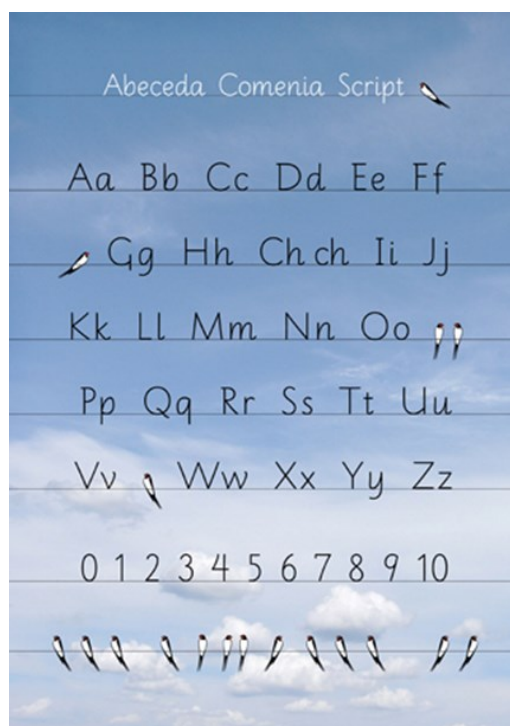 Abeceda Comenia Script
Aa Bb Cc Dd Ee Ff
Gg Hh Ch ch Ii Jj
Kk Ll Mm Nn Oo
Pp Qq Rr Ss Tt Uu
Vv Ww Xx Yy Zz
0 1 2 3 4 5 6 7 8 9 10